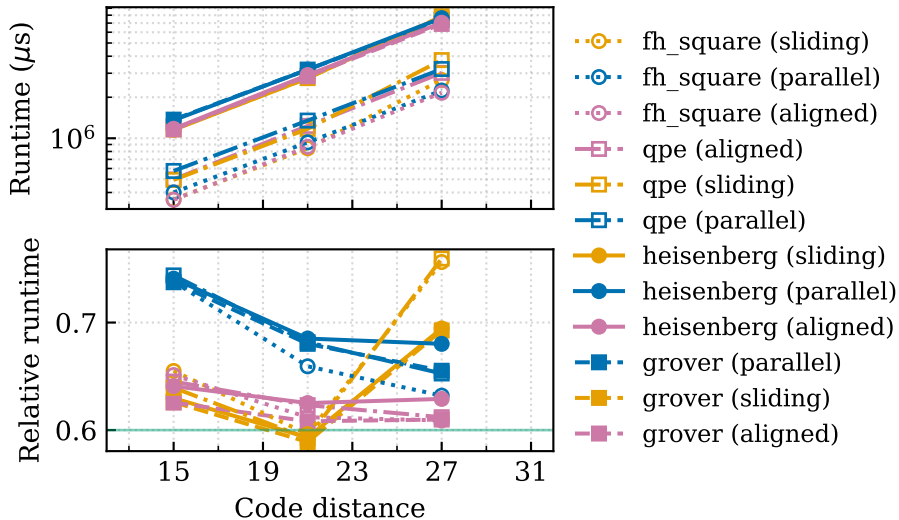 Runtime (μs)
10⁶
Relative runtime
0.7
0.6
15 19 23 27 31
Code distance
fh_square (sliding)
fh_square (parallel)
fh_square (aligned)
qpe (aligned)
qpe (sliding)
qpe (parallel)
heisenberg (sliding)
heisenberg (parallel)
heisenberg (aligned)
grover (parallel)
grover (sliding)
grover (aligned)